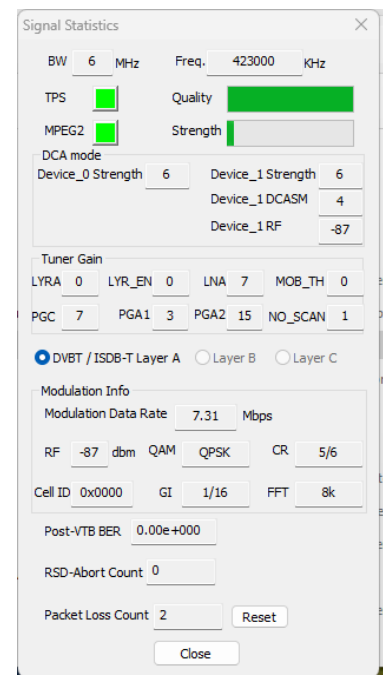 Signal Statistics
BW 6 MHz Freq. 423000 KHz
TPS Quality
MPEG2 Strength
DCA mode
Device_0 Strength 6 Device_1 Strength 6
Device_1 DCASM 4
Device_1 RF -87
Tuner Gain
LYRA 0 LYR_EN 0 LNA 7 MOB_TH 0
PGC 7 PGA1 3 PGA2 15 NO_SCAN 1
DVBT / ISDB-T Layer A Layer B Layer C
Modulation Info
Modulation Data Rate 7.31 Mbps
RF -87 dbm QAM QPSK CR 5/6
Cell ID 0x0000 GI 1/16 FFT 8k
Post-VTB BER 0.00e+000
RSD-Abort Count 0
Packet Loss Count 2 Reset
Close